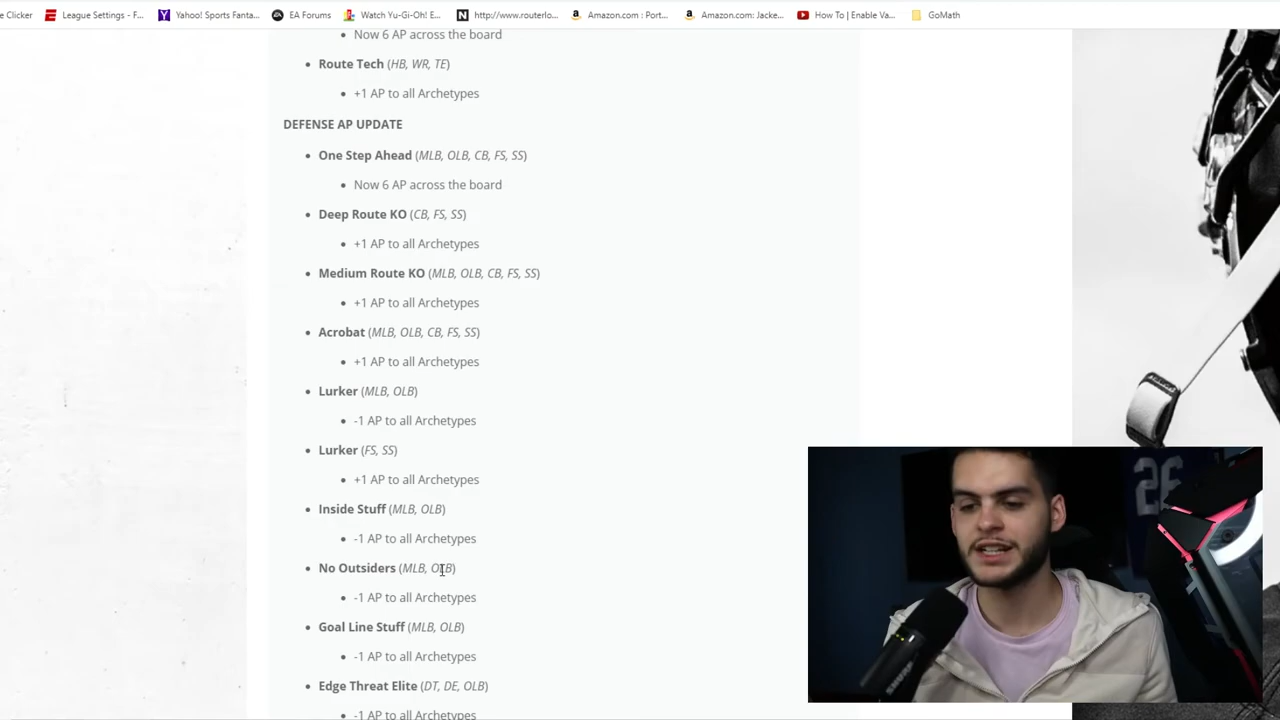 e Clicker
League Settings - F...
Yahoo! Sports Fanta...
EA Forums
Watch Yu-Gi-Oh! E...
http://www.routerlo...
Amazon.com : Port...
Amazon.com: Jacke...
How To | Enable Va...
GoMath
Now 6 AP across the board
Route Tech (HB, WR, TE)
+1 AP to all Archetypes
DEFENSE AP UPDATE
One Step Ahead (MLB, OLB, CB, FS, SS)
Now 6 AP across the board
Deep Route KO (CB, FS, SS)
+1 AP to all Archetypes
Medium Route KO (MLB, OLB, CB, FS, SS)
+1 AP to all Archetypes
Acrobat (MLB, OLB, CB, FS, SS)
+1 AP to all Archetypes
Lurker (MLB, OLB)
-1 AP to all Archetypes
Lurker (FS, SS)
+1 AP to all Archetypes
Inside Stuff (MLB, OLB)
-1 AP to all Archetypes
No Outsiders (MLB, OLB)
-1 AP to all Archetypes
Goal Line Stuff (MLB, OLB)
-1 AP to all Archetypes
Edge Threat Elite (DT, DE, OLB)
-1 AP to all Archetypes
26
SHURE